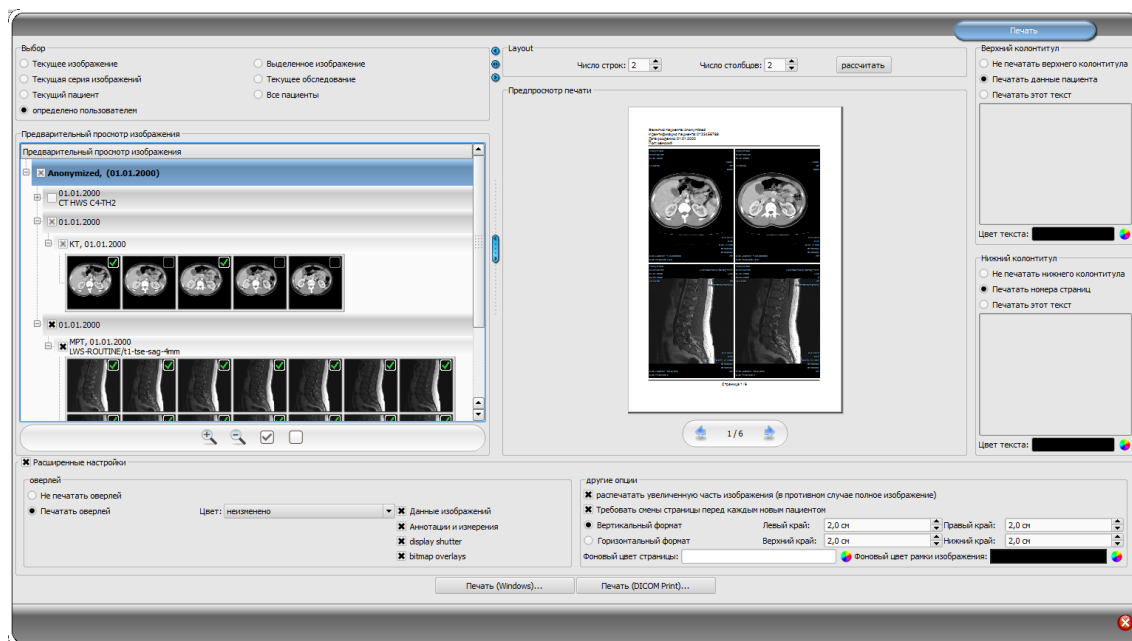 Печать
Выбор
Текущее изображение
Выделенное изображение
Текущая серия изображений
Текущее обследование
Текущий пациент
Все пациенты
определено пользователем
Предварительный просмотр изображения
Предварительный просмотр изображения
Anonymized, (01.01.2000)
01.01.2000
CT HWS C4-TH2
01.01.2000
КТ, 01.01.2000
01.01.2000
МРТ, 01.01.2000
LWS-ROUTINE/t1-tse-sag-4mm
Layout
Число строк: 2
Число столбцов: 2
рассчитать
Предпросмотр печати
Страница 1/6
1/6
Верхний колонтитул
Не печатать верхнего колонтитула
Печатать данные пациента
Печатать этот текст
Цвет текста:
Нижний колонтитул
Не печатать нижнего колонтитула
Печатать номера страниц
Печатать этот текст
Цвет текста:
Расширенные настройки
оверлей
Не печатать оверлей
Печатать оверлей
Цвет: неизменено
Данные изображений
Аннотации и измерения
display shutter
bitmap overlays
другие опции
распечатать увеличенную часть изображения (в противном случае полное изображение)
Требовать смены страницы перед каждым новым пациентом
Вертикальный формат
Левый край: 2,0 см
Правый край: 2,0 см
Горизонтальный формат
Верхний край: 2,0 см
Нижний край: 2,0 см
Фоновый цвет страницы:
Фоновый цвет рамки изображения:
Печать (Windows)...
Печать (DICOM Print)...